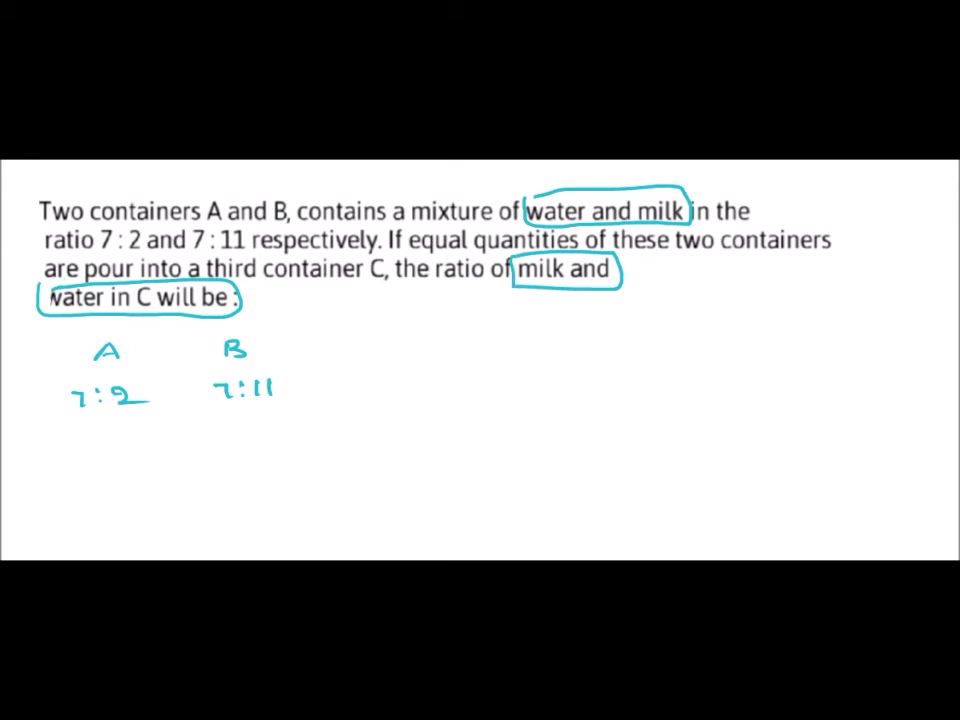 Two containers A and B, contains a mixture of water and milk in the
ratio 7 : 2 and 7 : 11 respectively. If equal quantities of these two containers
are pour into a third container C, the ratio of milk and
water in C will be :
A B
7:2 7:11